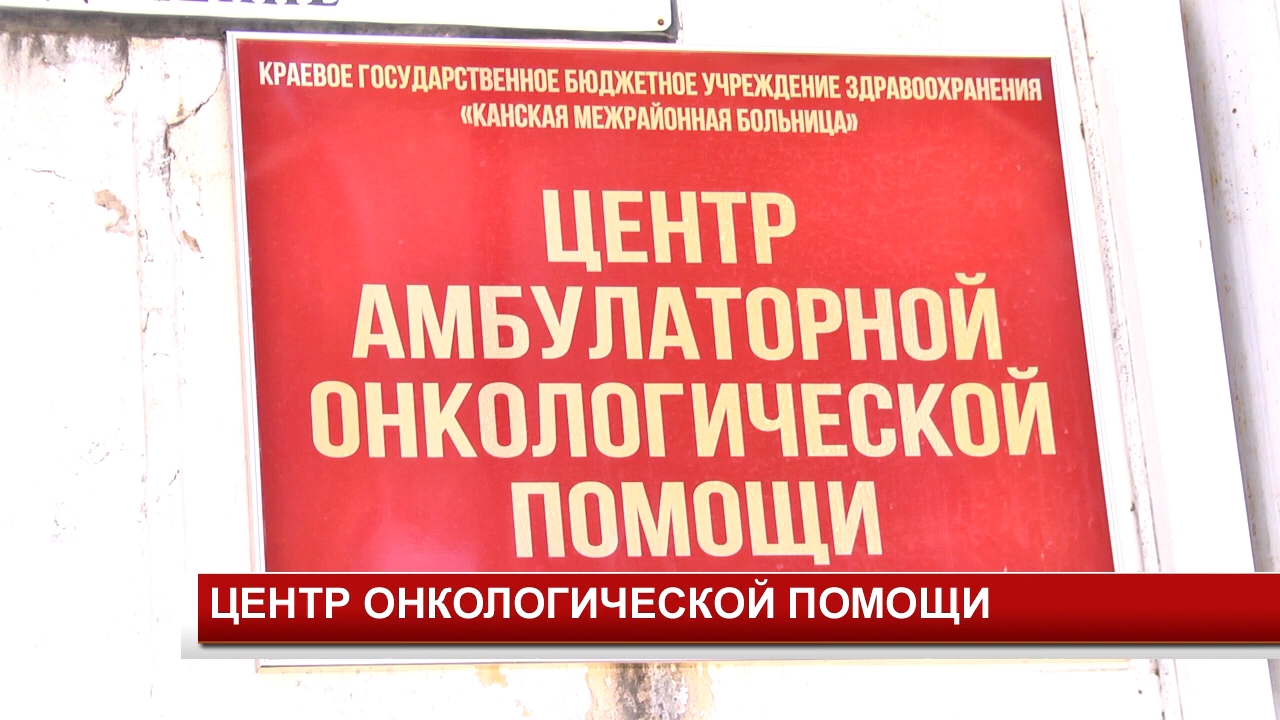 КРАЕВОЕ ГОСУДАРСТВЕННОЕ БЮДЖЕТНОЕ УЧРЕЖДЕНИЕ ЗДРАВООХРАНЕНИЯ
«КАНСКАЯ МЕЖРАЙОННАЯ БОЛЬНИЦА»
ЦЕНТР
АМБУЛАТОРНОЙ
ОНКОЛОГИЧЕСКОЙ
ПОМОЩИ
ЦЕНТР ОНКОЛОГИЧЕСКОЙ ПОМОЩИ